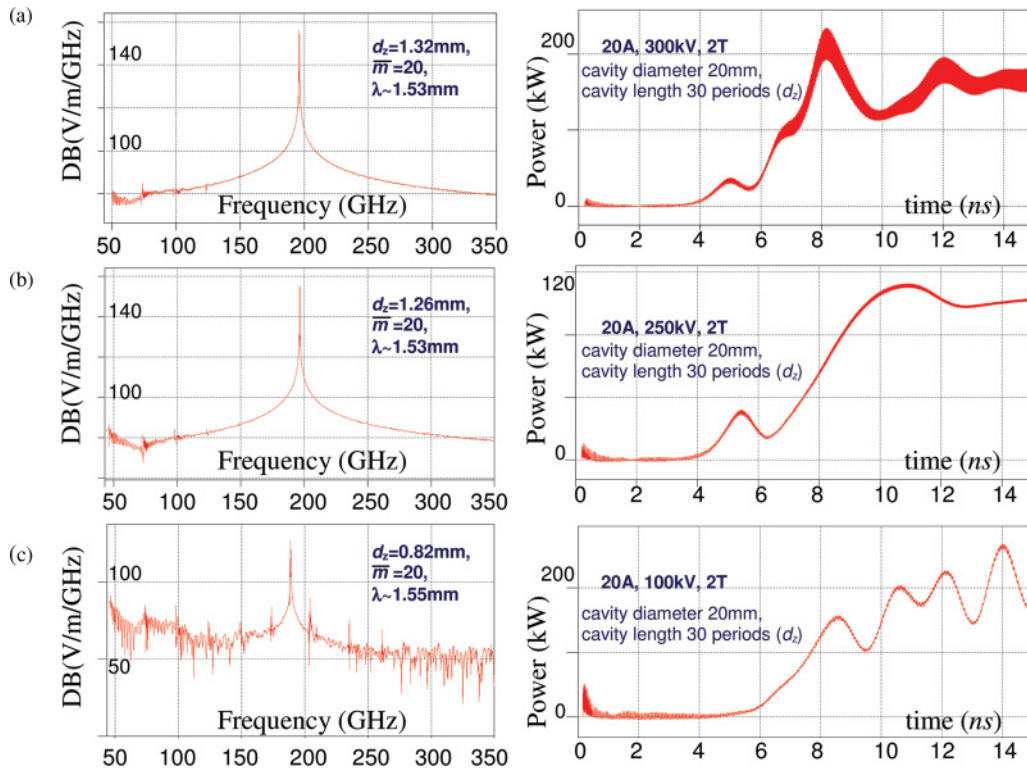 (a)
DB(V/m/GHz)
140
100
d_z=1.32mm,
m̅ =20,
λ~1.53mm
Frequency (GHz)
50 100 150 200 250 300 350
Power (kW)
200
0
20A, 300kV, 2T
cavity diameter 20mm,
cavity length 30 periods (d_z)
time (ns)
0 2 4 6 8 10 12 14
(b)
DB(V/m/GHz)
140
100
d_z=1.26mm,
m̅ =20,
λ~1.53mm
Frequency (GHz)
50 100 150 200 250 300 350
Power (kW)
120
0
20A, 250kV, 2T
cavity diameter 20mm,
cavity length 30 periods (d_z)
time (ns)
0 2 4 6 8 10 12 14
(c)
DB(V/m/GHz)
100
50
d_z=0.82mm,
m̅ =20,
λ~1.55mm
Frequency (GHz)
50 100 150 200 250 300 350
Power (kW)
200
0
20A, 100kV, 2T
cavity diameter 20mm,
cavity length 30 periods (d_z)
time (ns)
0 2 4 6 8 10 12 14